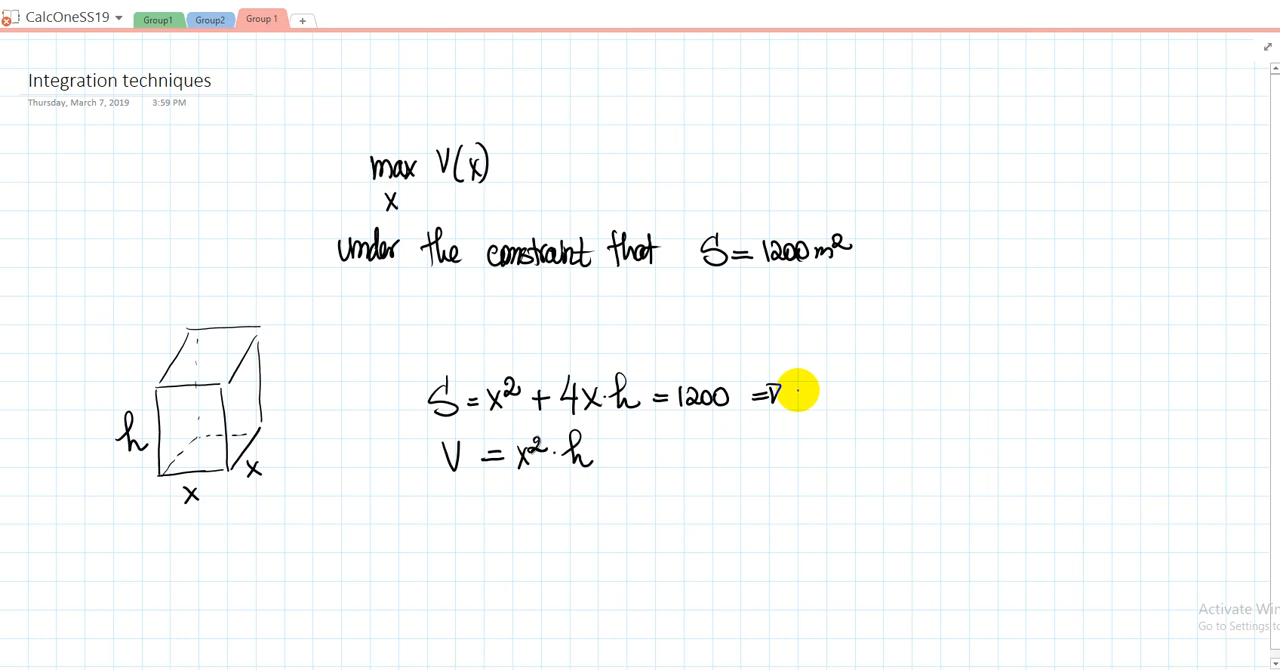 CalcOneSS19
Group1
Group2
Group 1
Integration techniques
Thursday, March 7, 2019 3:59 PM
max V(x)
x
under the constraint that S = 1200 m²
S = x² + 4x·h = 1200 =>
V = x²·h
h
x
x
Activate Win
Go to Settings to